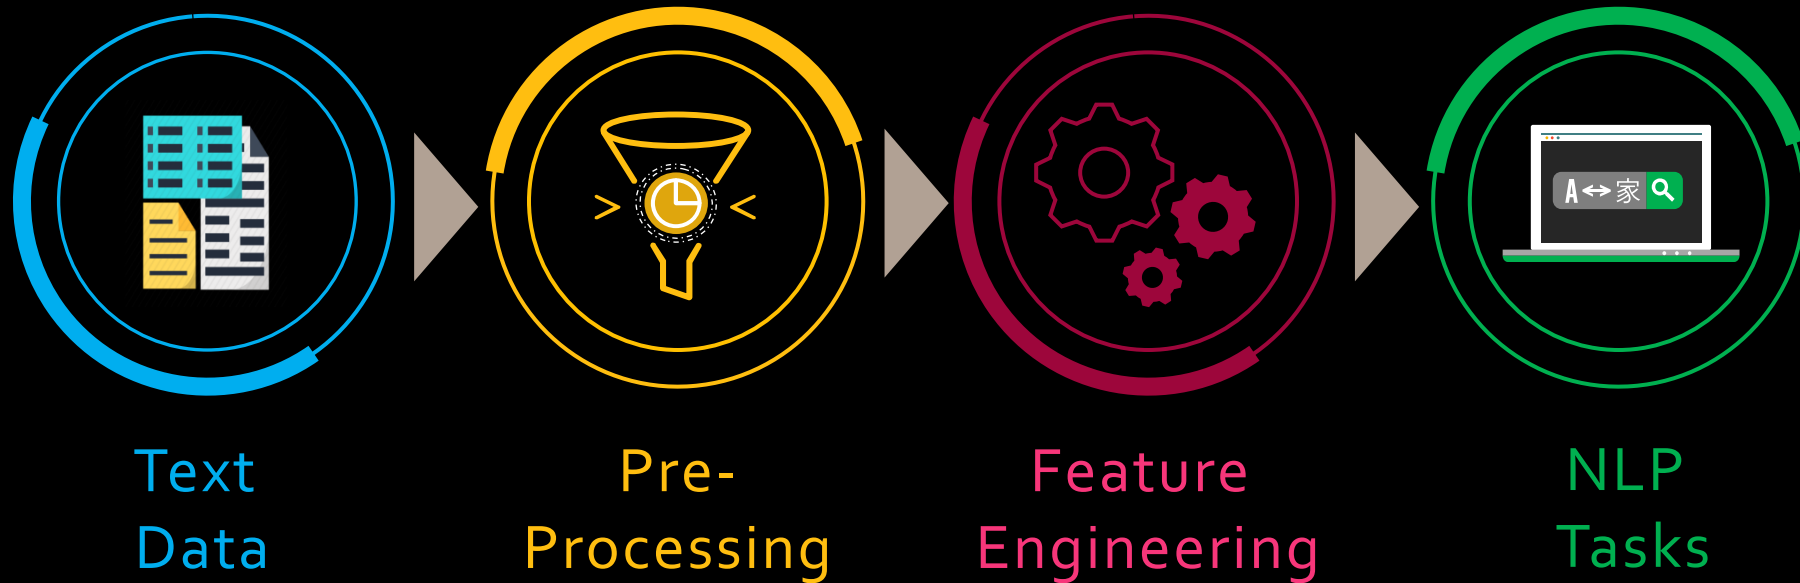 A↔家
Text
Data
Pre-
Processing
Feature
Engineering
NLP
Tasks